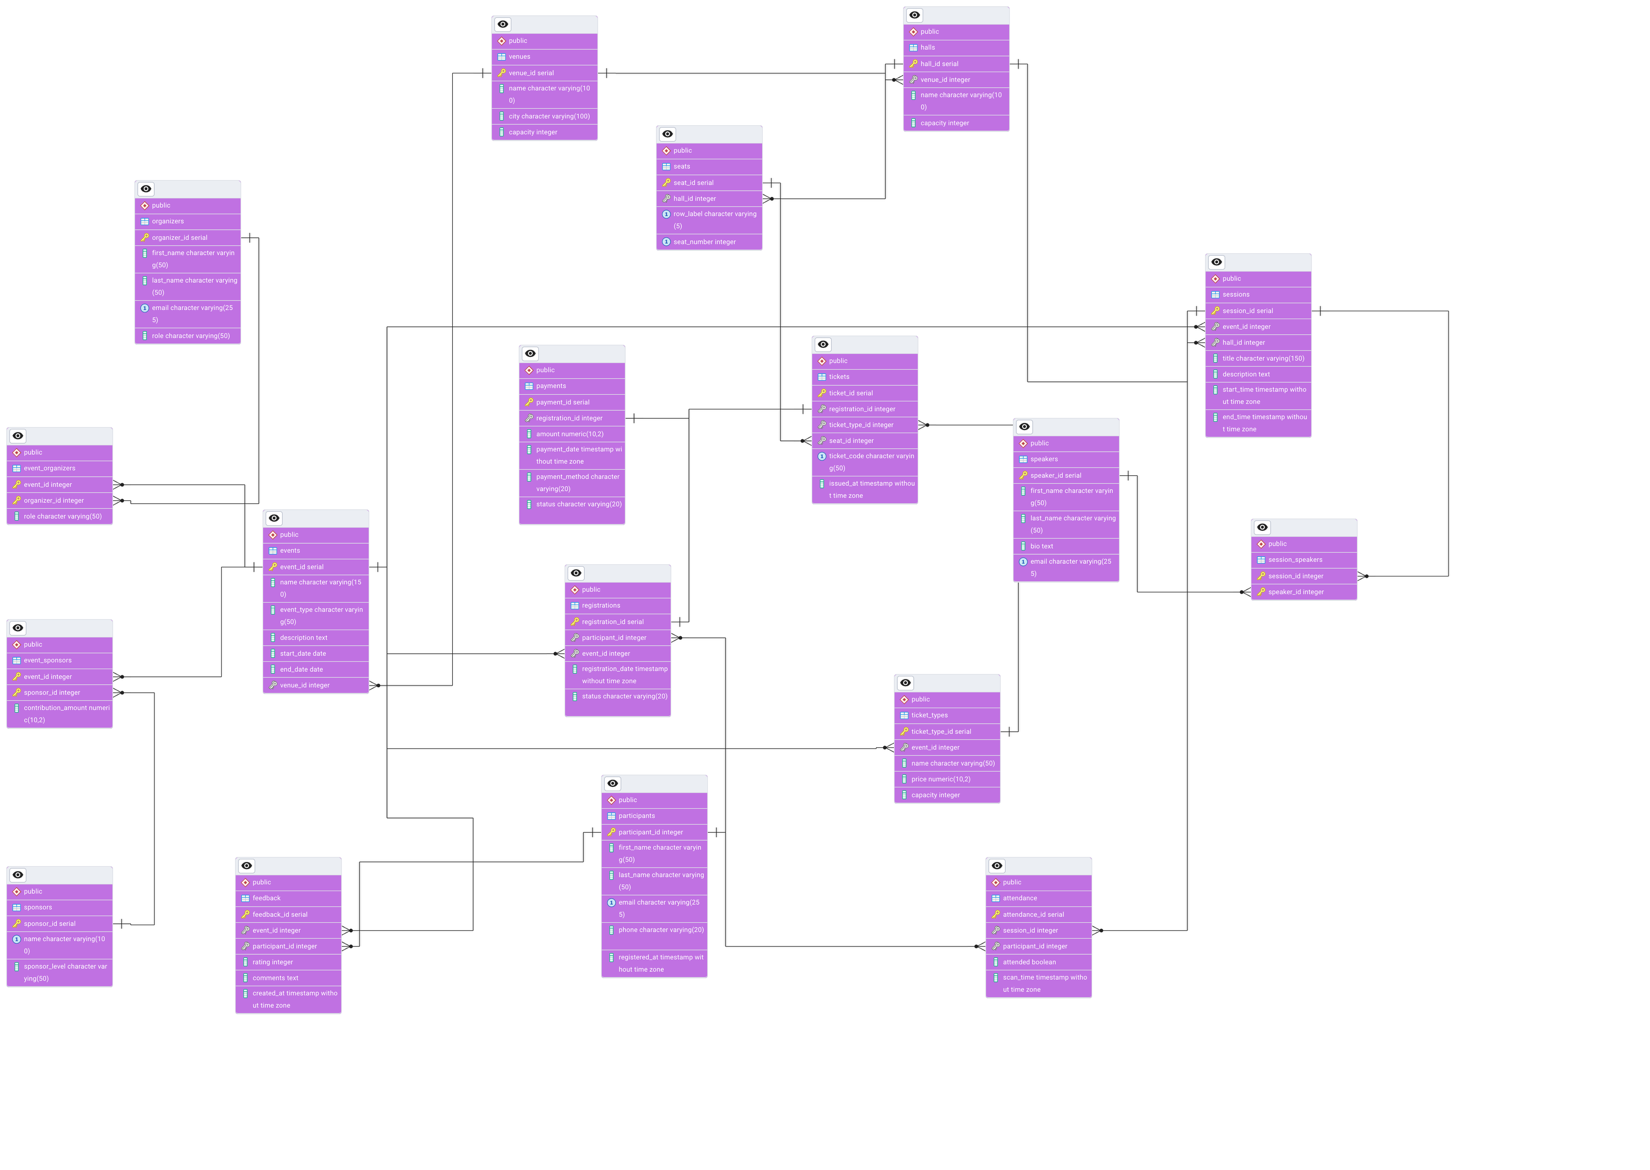 public
venues
venue_id serial
name character varying(10
0)
city character varying(100)
capacity integer
public
halls
hall_id serial
venue_id integer
name character varying(10
0)
capacity integer
public
seats
seat_id serial
hall_id integer
row_label character varying
(5)
seat_number integer
public
organizers
organizer_id serial
first_name character varyin
g(50)
last_name character varying
(50)
email character varying(25
5)
role character varying(50)
public
sessions
session_id serial
event_id integer
hall_id integer
title character varying(150)
description text
start_time timestamp witho
ut time zone
end_time timestamp withou
t time zone
public
payments
payment_id serial
registration_id integer
amount numeric(10,2)
payment_date timestamp wi
thout time zone
payment_method character
varying(20)
status character varying(20)
public
tickets
ticket_id serial
registration_id integer
ticket_type_id integer
seat_id integer
ticket_code character varyin
g(50)
issued_at timestamp withou
t time zone
public
speakers
speaker_id serial
first_name character varyin
g(50)
last_name character varying
(50)
bio text
email character varying(25
5)
public
event_organizers
event_id integer
organizer_id integer
role character varying(50)
public
events
event_id serial
name character varying(15
0)
event_type character varyin
g(50)
description text
start_date date
end_date date
venue_id integer
public
session_speakers
session_id integer
speaker_id integer
public
registrations
registration_id serial
participant_id integer
event_id integer
registration_date timestamp
without time zone
status character varying(20)
public
event_sponsors
event_id integer
sponsor_id integer
contribution_amount numeri
c(10,2)
public
ticket_types
ticket_type_id serial
event_id integer
name character varying(50)
price numeric(10,2)
capacity integer
public
participants
participant_id integer
first_name character varyin
g(50)
last_name character varying
(50)
email character varying(25
5)
phone character varying(20)
registered_at timestamp wit
hout time zone
public
sponsors
sponsor_id serial
name character varying(10
0)
sponsor_level character var
ying(50)
public
feedback
feedback_id serial
event_id integer
participant_id integer
rating integer
comments text
created_at timestamp witho
ut time zone
public
attendance
attendance_id serial
session_id integer
participant_id integer
attended boolean
scan_time timestamp witho
ut time zone